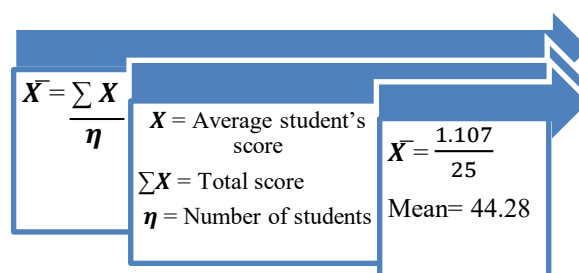 X̄ = ∑ X
η
X = Average student's
score
∑X = Total score
η = Number of students
X̄ = 1.107
25
Mean= 44.28